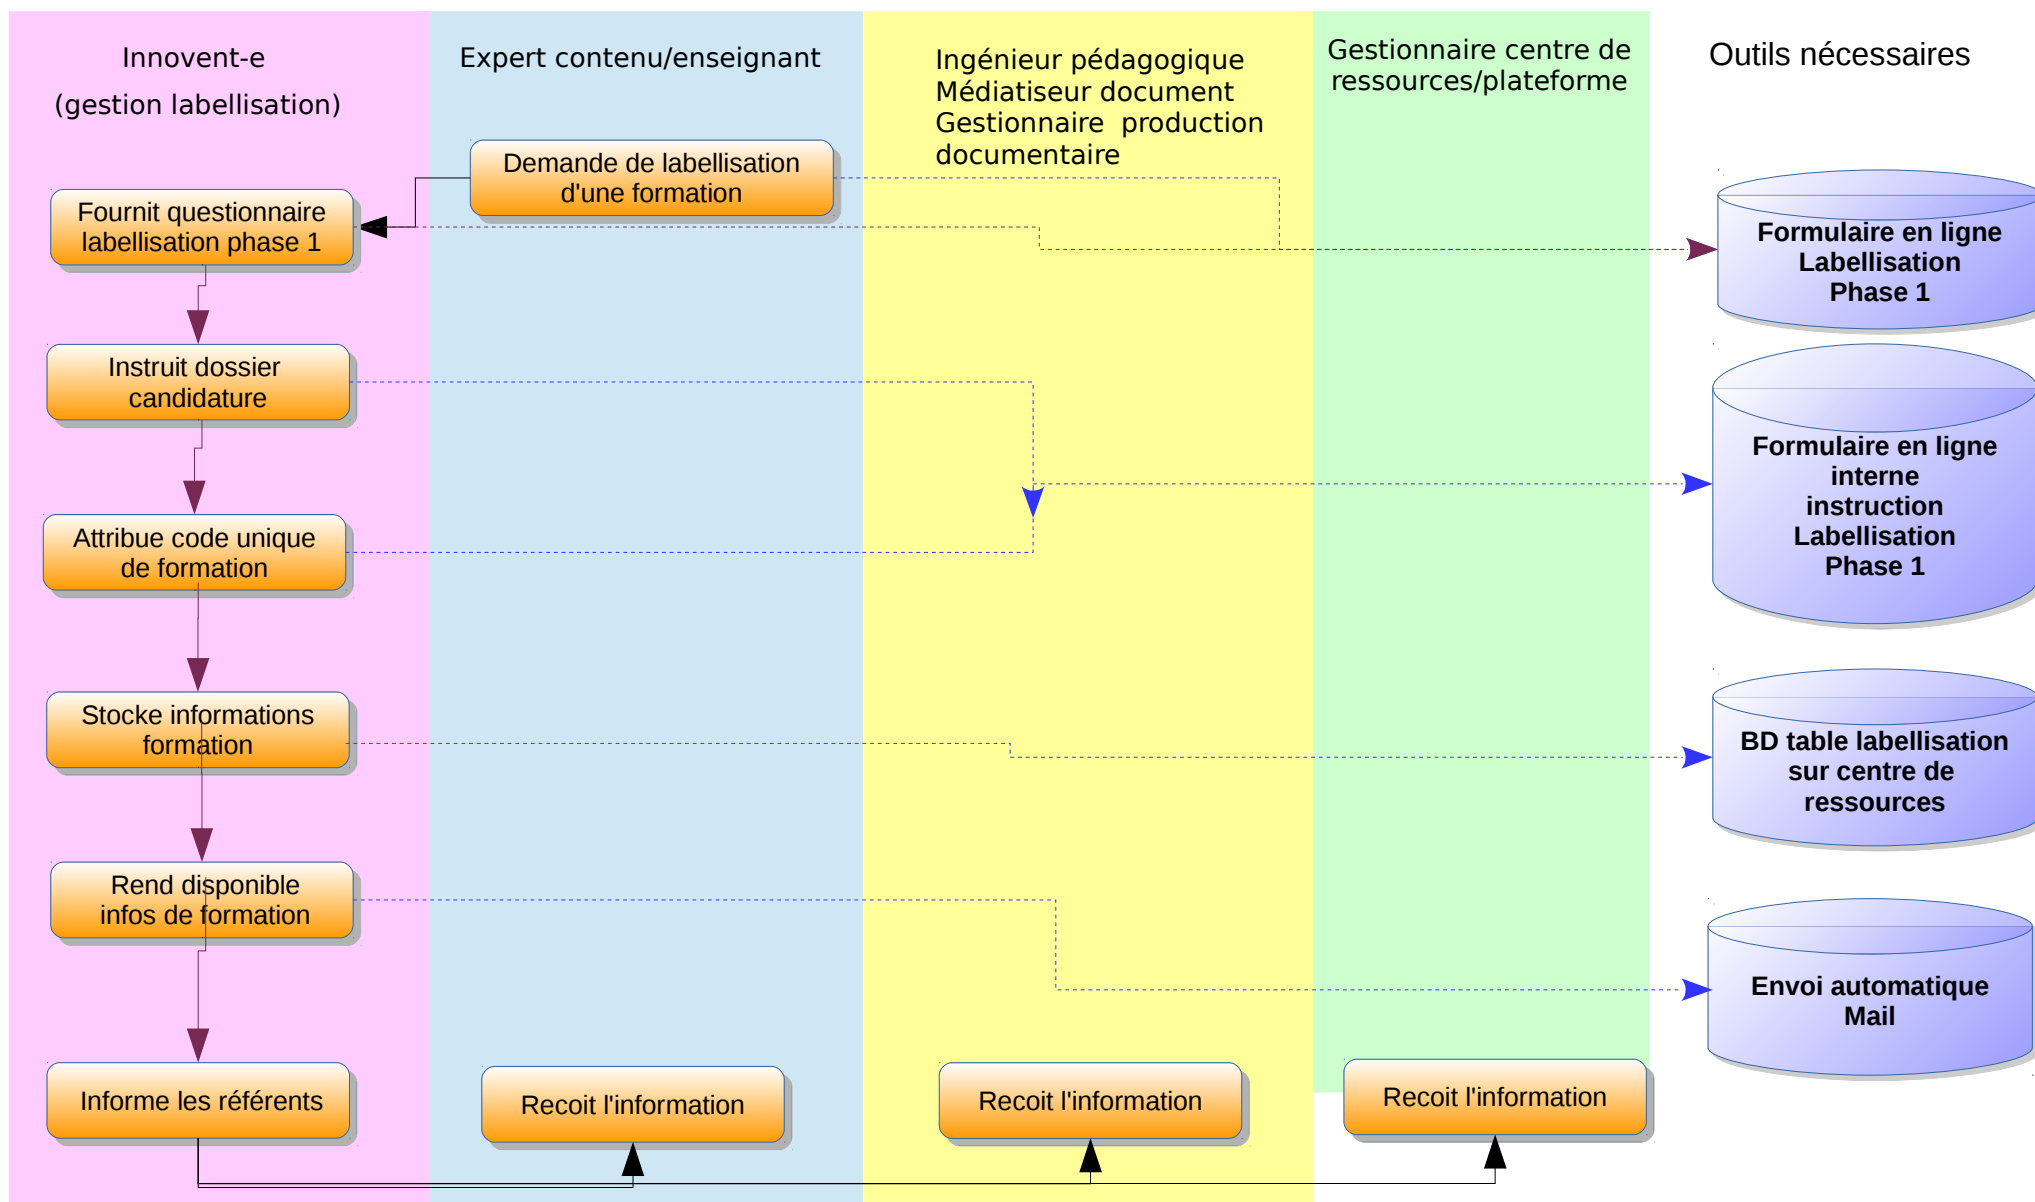 Innovent-e
(gestion labellisation)
Expert contenu/enseignant
Ingénieur pédagogique
Médiatiseur document
Gestionnaire  production
documentaire
Gestionnaire centre de
ressources/plateforme
Outils nécessaires
Demande de labellisation
d'une formation
Fournit questionnaire
labellisation phase 1
Formulaire en ligne
Labellisation
Phase 1
Instruit dossier
candidature
Formulaire en ligne
interne
instruction
Labellisation
Phase 1
Attribue code unique
de formation
Stocke informations
formation
BD table labellisation
sur centre de
ressources
Rend disponible
infos de formation
Envoi automatique
Mail
Informe les référents
Recoit l'information
Recoit l'information
Recoit l'information